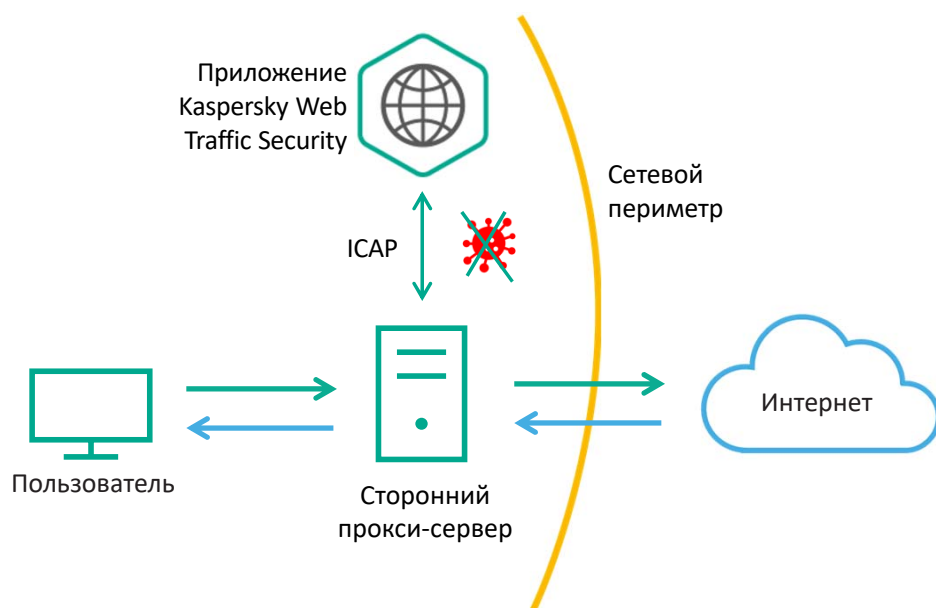 Приложение
Kaspersky Web
Traffic Security
Сетевой
периметр
ICAP
Интернет
Пользователь
Сторонний
прокси-сервер